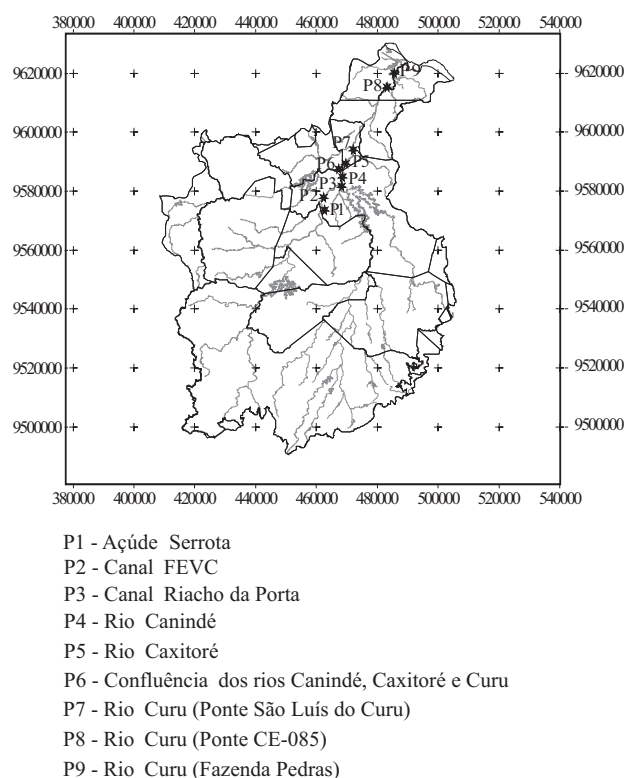 380000 400000 420000 440000 460000 480000 500000 520000 540000
9620000 9620000
P9
P8
9600000 9600000
P7
P6 P5
P4
9580000 P3 9580000
P2
P1
9560000 9560000
9540000 9540000
9520000 9520000
9500000 9500000
380000 400000 420000 440000 460000 480000 500000 520000 540000
P1 - Açúde Serrota
P2 - Canal FEVC
P3 - Canal Riacho da Porta
P4 - Rio Canindé
P5 - Rio Caxitoré
P6 - Confluência dos rios Canindé, Caxitoré e Curu
P7 - Rio Curu (Ponte São Luís do Curu)
P8 - Rio Curu (Ponte CE-085)
P9 - Rio Curu (Fazenda Pedras)